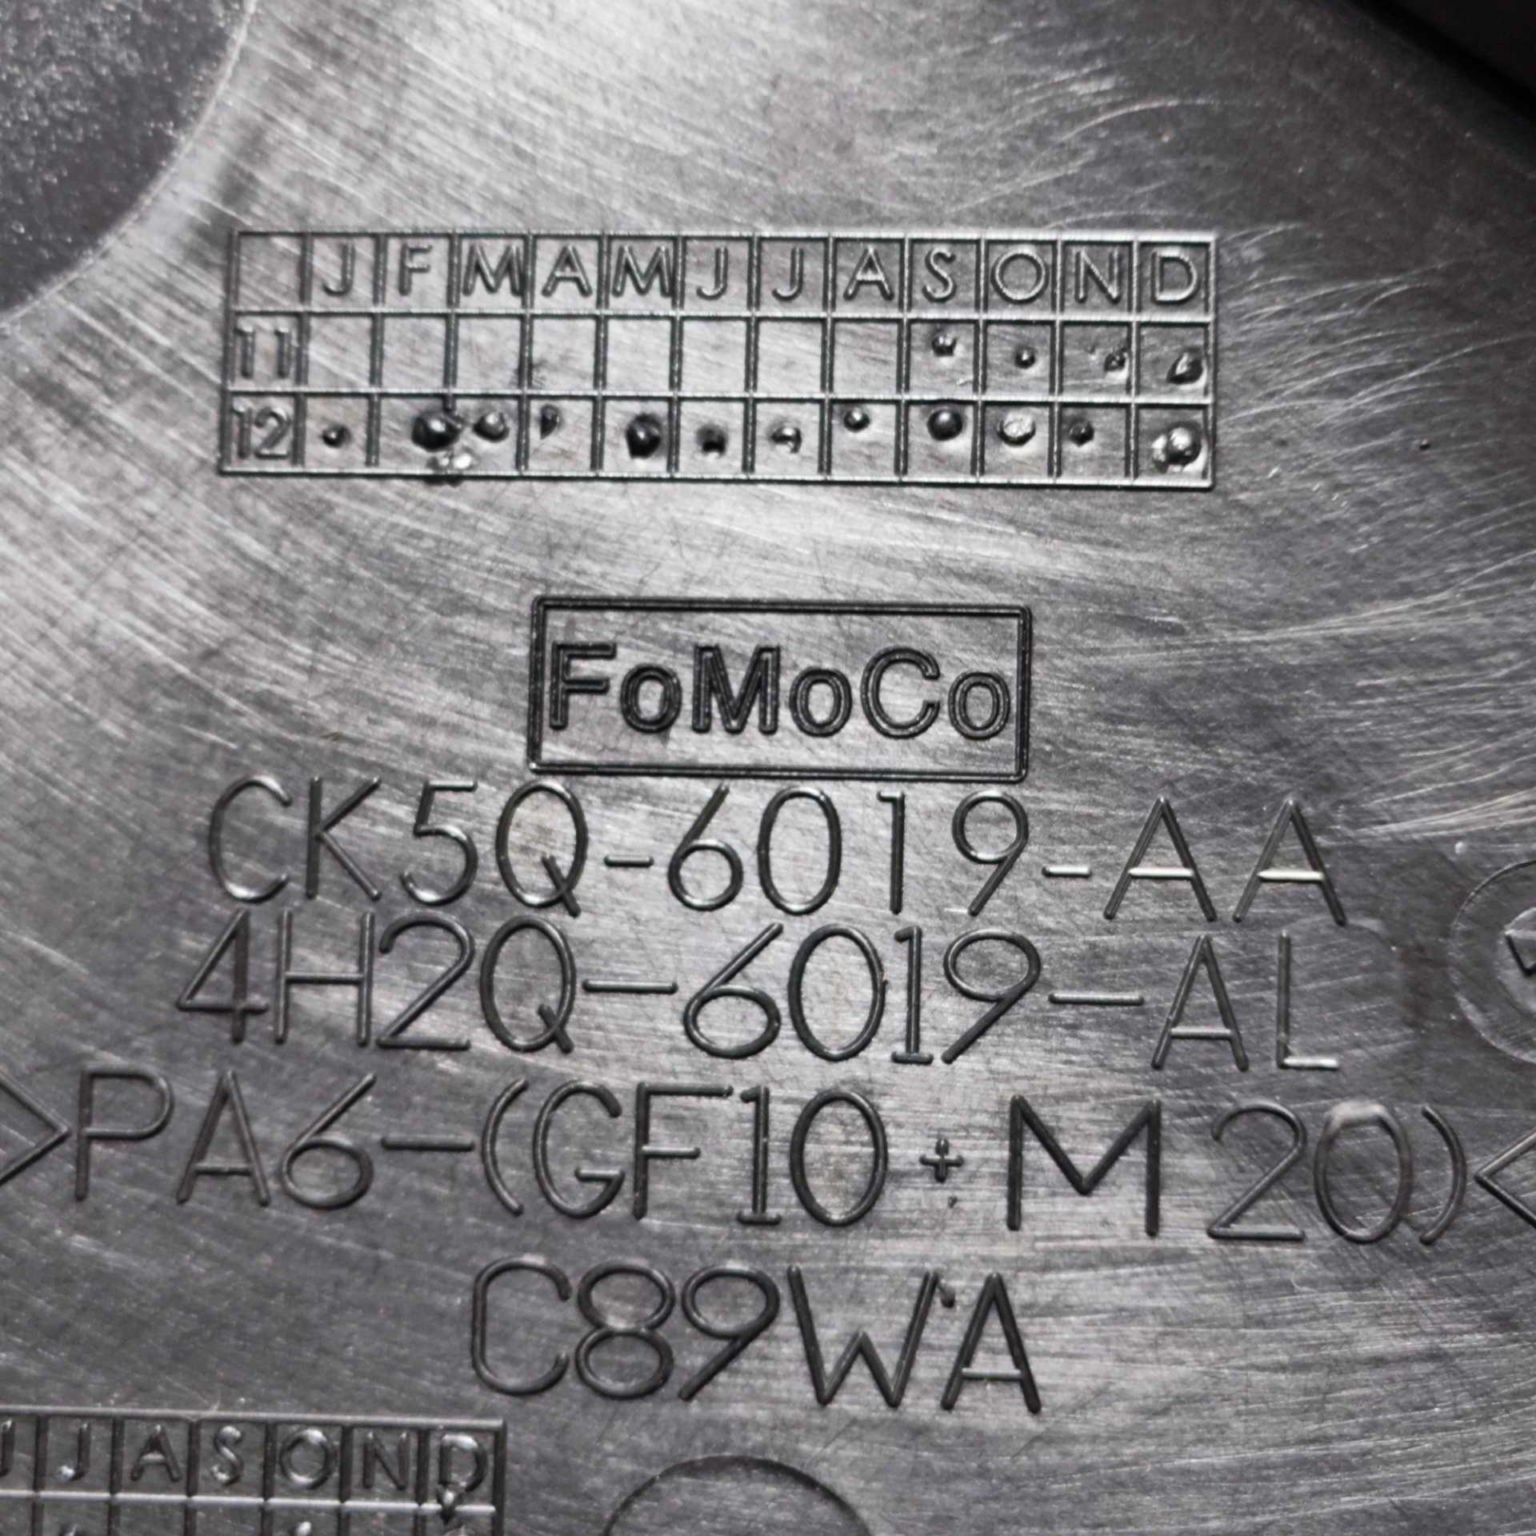 J F M A M J J A S O N D
11
12
FoMoCo
CK5Q-6019-AA
4H2Q-6019-AL
>PA6-(GF10+M20)<
C89WA
J J A S O N D